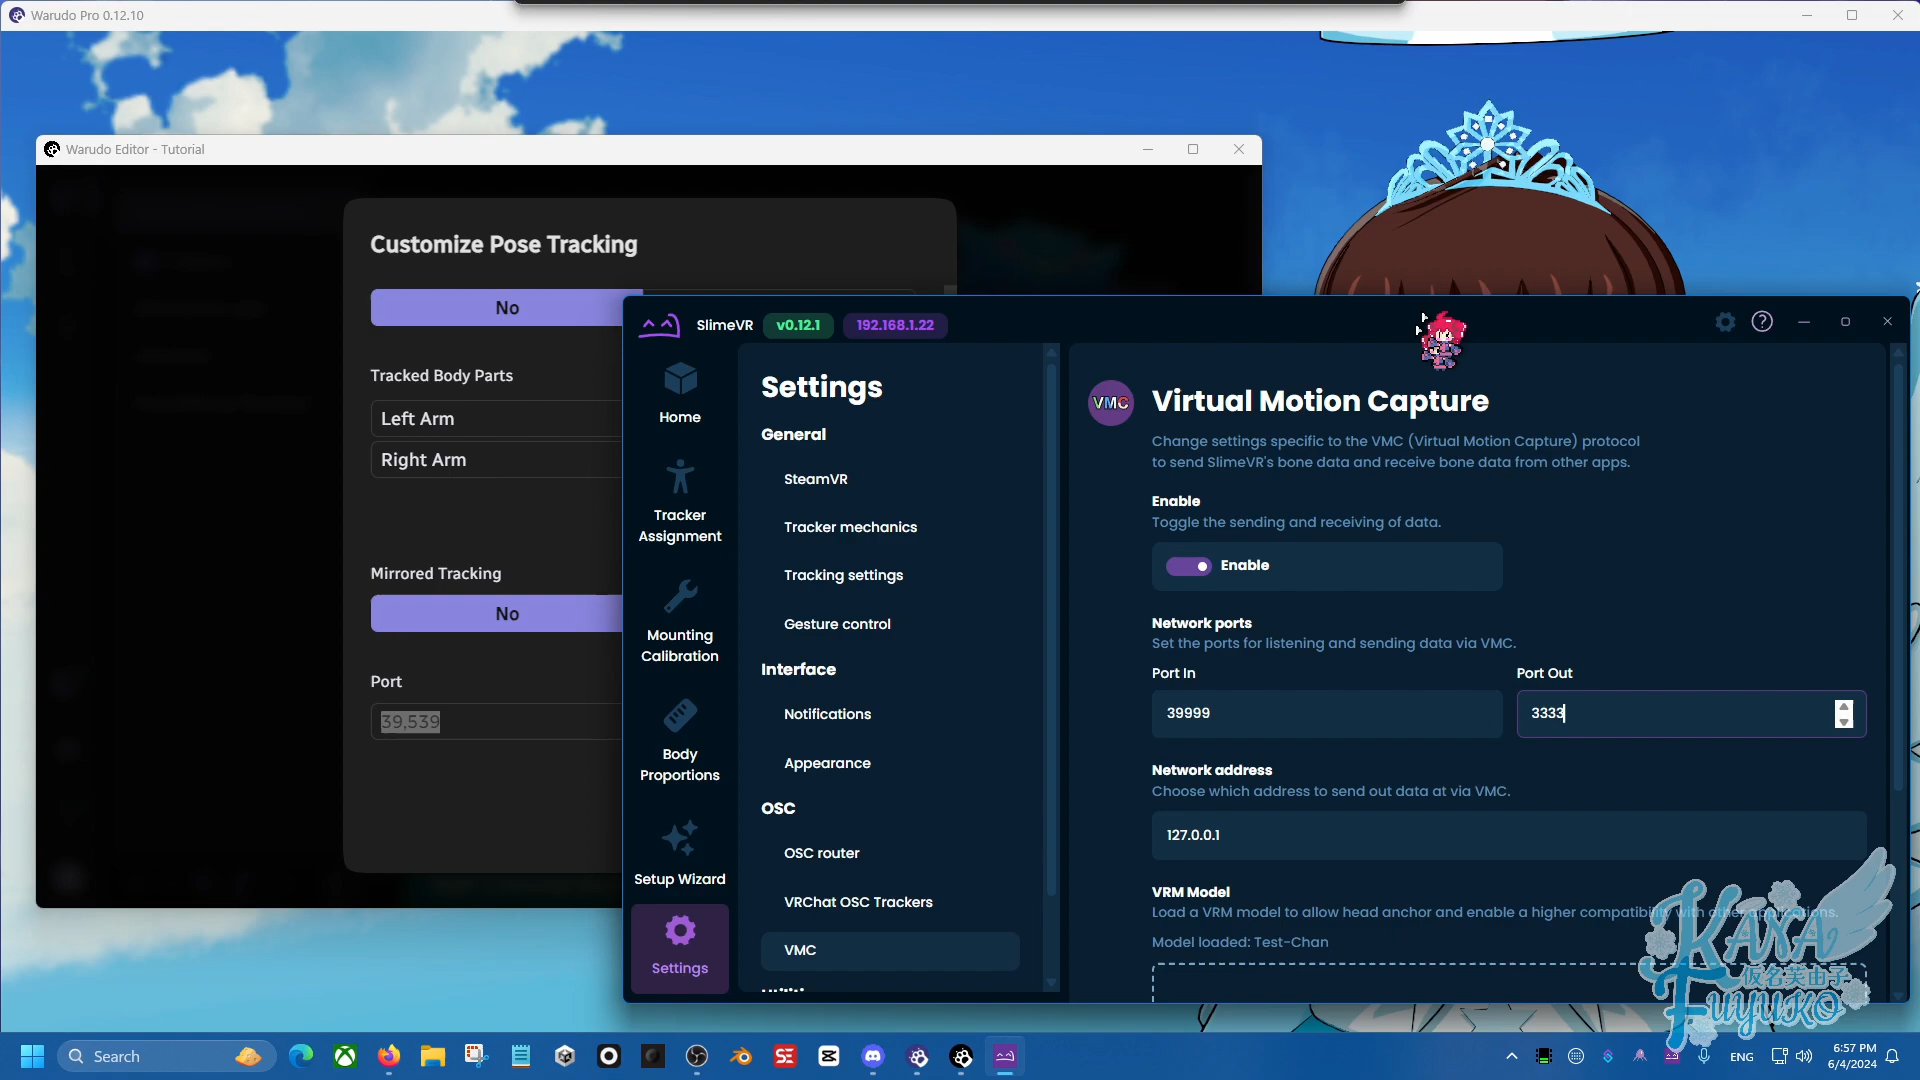 Warudo Pro 0.12.10
Warudo Editor - Tutorial
Customize Pose Tracking
No
Tracked Body Parts
Left Arm
Right Arm
Mirrored Tracking
No
Port
39,539
SlimeVR
v0.12.1
192.168.1.22
Home
Tracker
Assignment
Mounting
Calibration
Body
Proportions
Setup Wizard
Settings
Settings
General
SteamVR
Tracker mechanics
Tracking settings
Gesture control
Interface
Notifications
Appearance
OSC
OSC router
VRChat OSC Trackers
VMC
VMC
Virtual Motion Capture
Change settings specific to the VMC (Virtual Motion Capture) protocol
to send SlimeVR's bone data and receive bone data from other apps.
Enable
Toggle the sending and receiving of data.
Enable
Network ports
Set the ports for listening and sending data via VMC.
Port In
Port Out
39999
3333
Network address
Choose which address to send out data at via VMC.
127.0.0.1
VRM Model
Load a VRM model to allow head anchor and enable a higher compatibility with other applications.
Model loaded: Test-Chan
KANA
仮名芙由子
FUYUKO
Search
SE
ENG
6:57 PM
6/4/2024